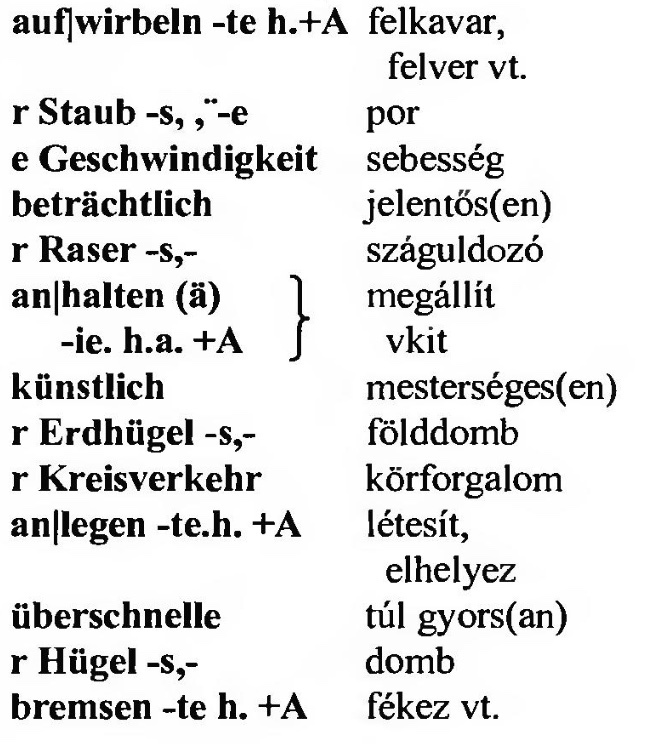 auf|wirbeln -te h.+A felkavar,
felver vt.
r Staub -s, ,¨-e por
e Geschwindigkeit sebesség
beträchtlich jelentős(en)
r Raser -s,- száguldozó
an|halten (ä) megállít
-ie. h.a. +A vkit
künstlich mesterséges(en)
r Erdhügel -s,- földdomb
r Kreisverkehr körforgalom
an|legen -te.h. +A létesít,
elhelyez
überschnelle túl gyors(an)
r Hügel -s,- domb
bremsen -te h. +A fékez vt.